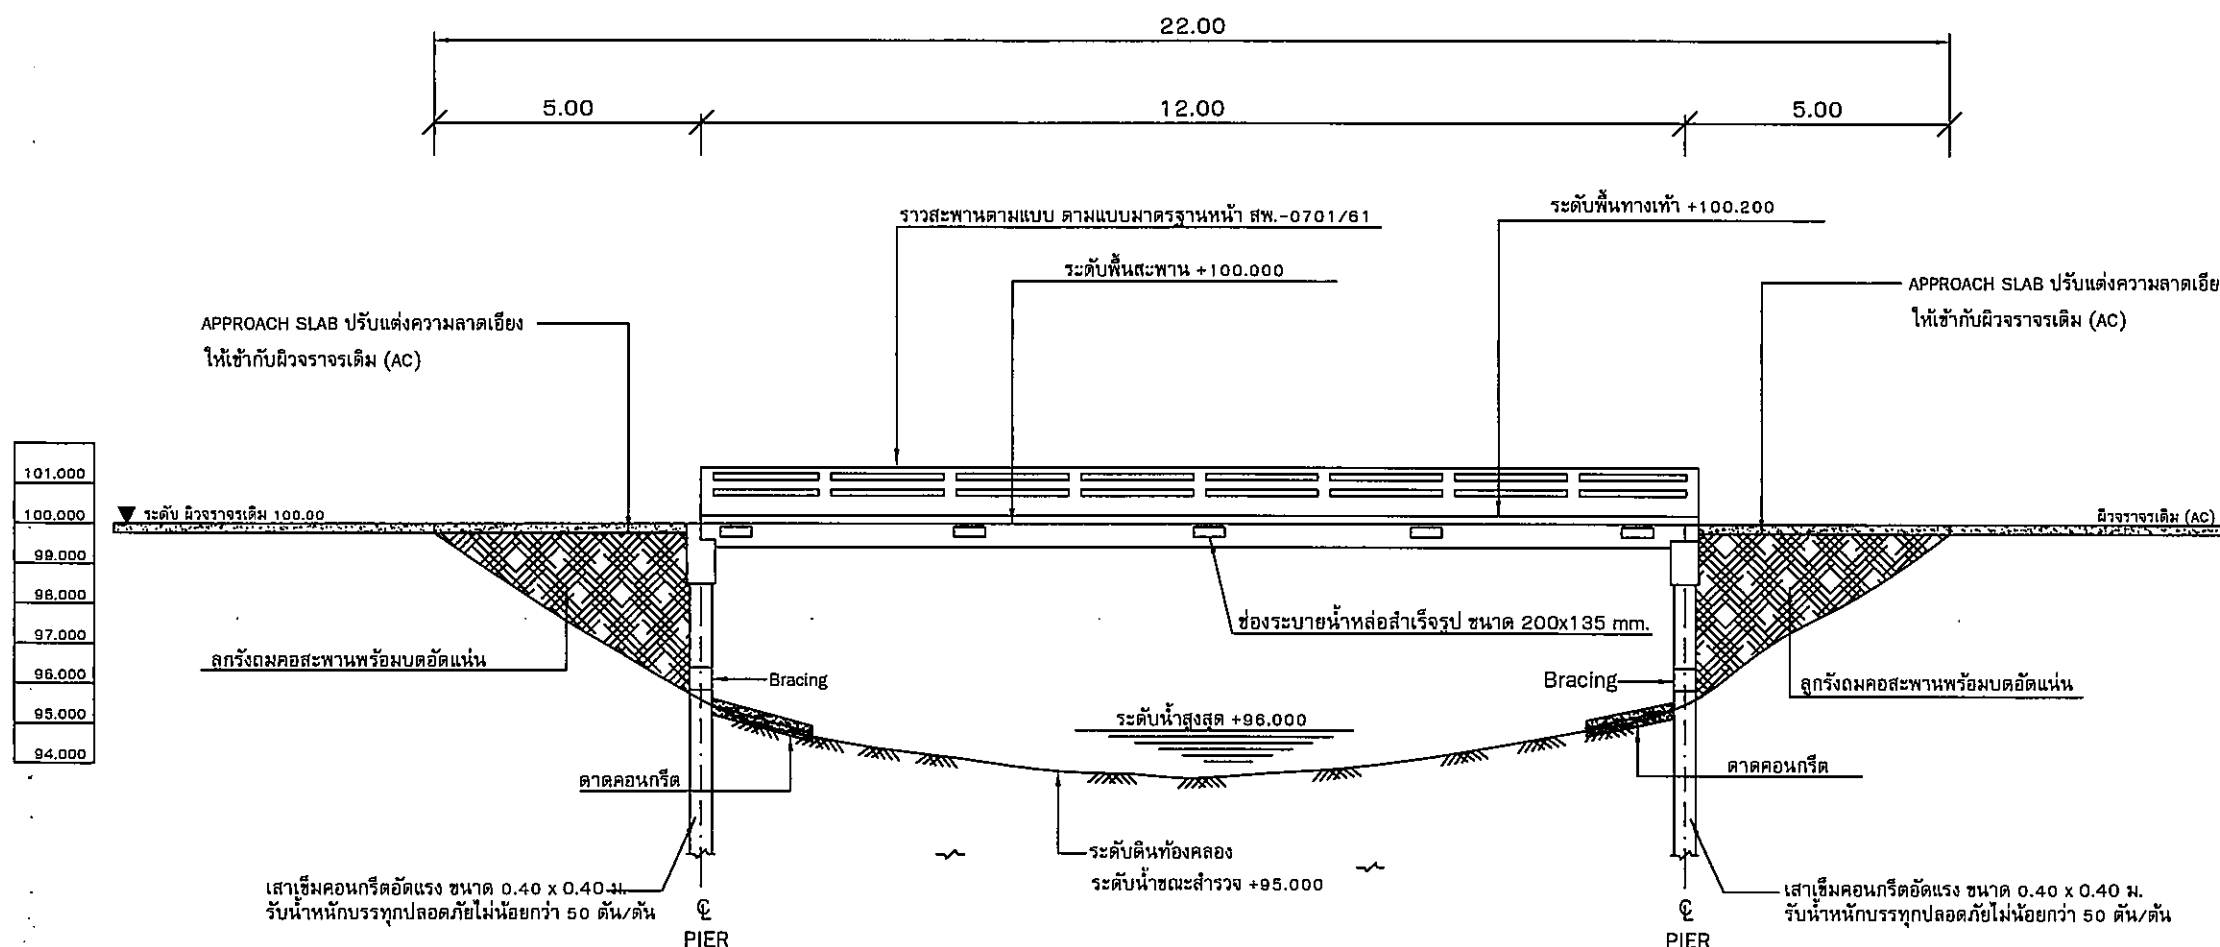 22.00
5.00
12.00
5.00
ราวสะพานตามแบบ ตามแบบมาตรฐานหน้า สพ.-0701/61
ระดับพื้นทางเท้า +100.200
ระดับพื้นสะพาน +100.000
APPROACH SLAB ปรับแต่งความลาดเอียง
ให้เข้ากับผิวจราจรเดิม (AC)
APPROACH SLAB ปรับแต่งความลาดเอีย
ให้เข้ากับผิวจราจรเดิม (AC)
101.000
100.000
99.000
98.000
97.000
96.000
95.000
94.000
ระดับ ผิวจราจรเดิม 100.00
ผิวจราจรเดิม (AC)
ช่องระบายน้ำหล่อสำเร็จรูป ขนาด 200x135 mm.
ลูกรังถมคอสะพานพร้อมบดอัดแน่น
Bracing
Bracing
ลูกรังถมคอสะพานพร้อมบดอัดแน่น
ระดับน้ำสูงสุด +96.000
ดาดคอนกรีต
ดาดคอนกรีต
ระดับดินท้องคลอง
ระดับน้ำขณะสำรวจ +95.000
เสาเข็มคอนกรีตอัดแรง ขนาด 0.40 x 0.40 ม.
รับน้ำหนักบรรทุกปลอดภัยไม่น้อยกว่า 50 ตัน/ต้น
เสาเข็มคอนกรีตอัดแรง ขนาด 0.40 x 0.40 ม.
รับน้ำหนักบรรทุกปลอดภัยไม่น้อยกว่า 50 ตัน/ต้น
℄
PIER
℄
PIER